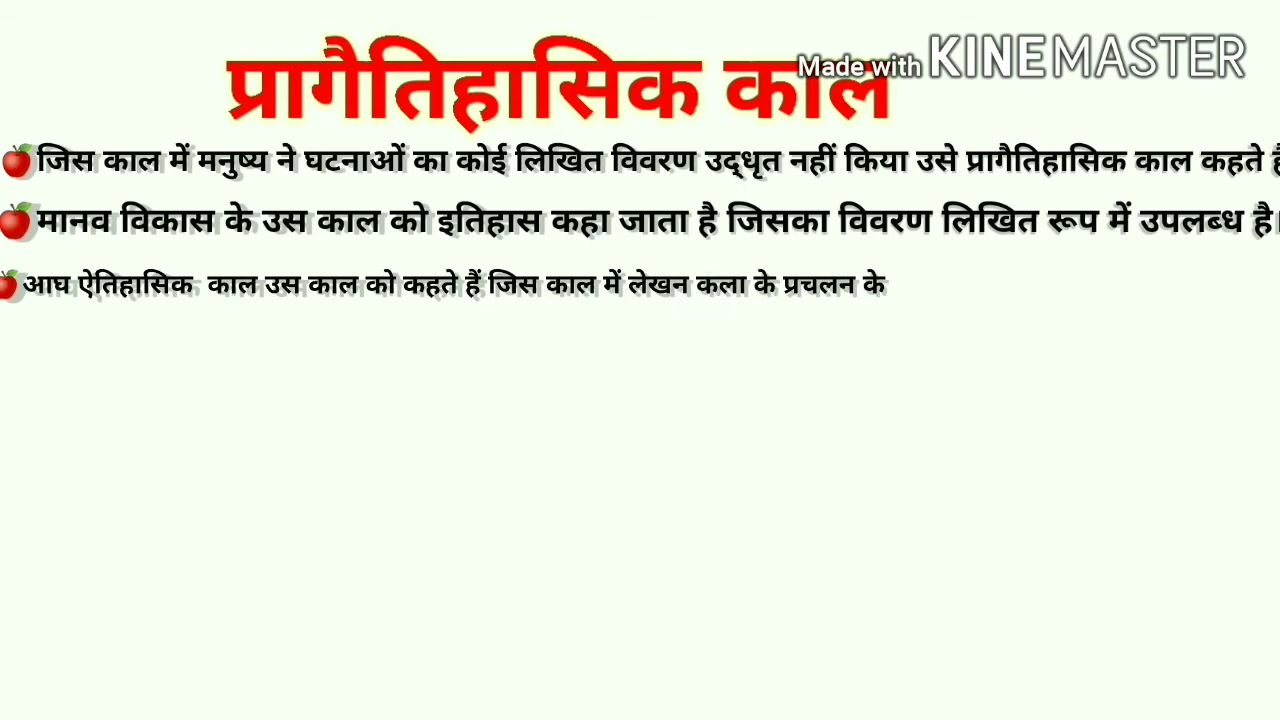 प्रागैतिहासिक काल
Made with KINEMASTER
जिस काल में मनुष्य ने घटनाओं का कोई लिखित विवरण उद्धृत नहीं किया उसे प्रागैतिहासिक काल कहते
मानव विकास के उस काल को इतिहास कहा जाता है जिसका विवरण लिखित रूप में उपलब्ध है।
आघ ऐतिहासिक काल उस काल को कहते हैं जिस काल में लेखन कला के प्रचलन के